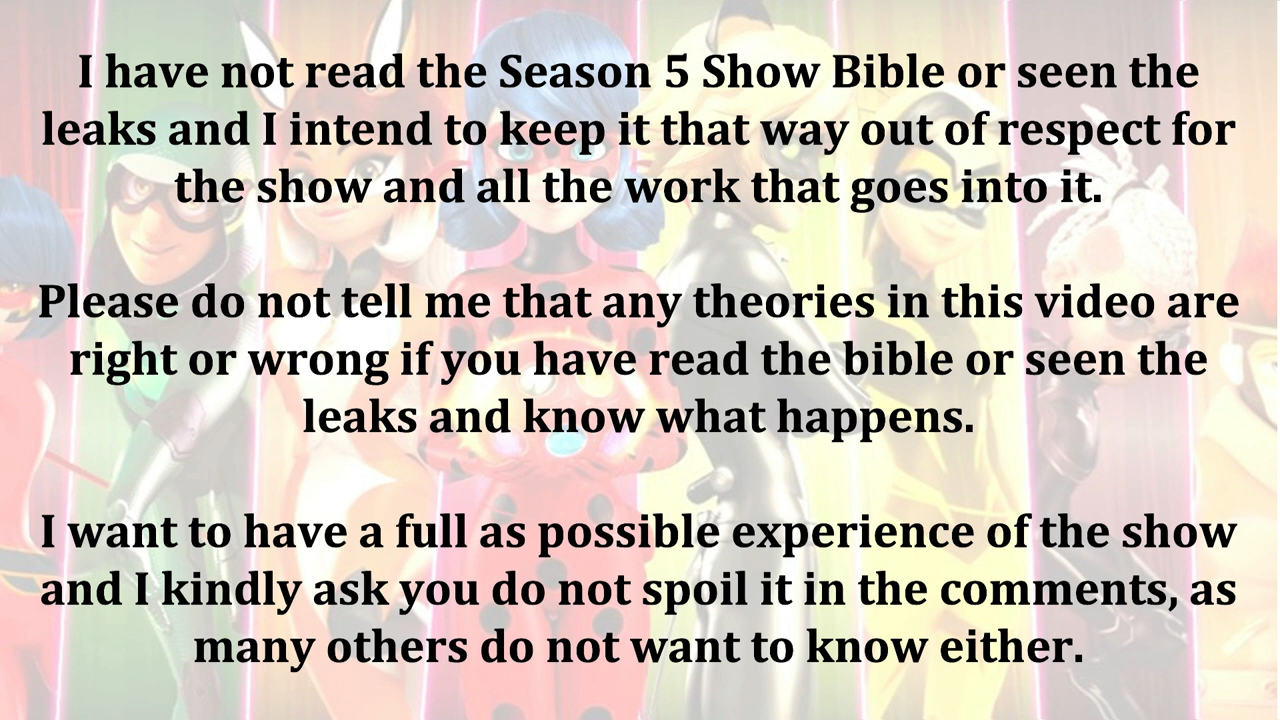 I have not read the Season 5 Show Bible or seen the
leaks and I intend to keep it that way out of respect for
the show and all the work that goes into it.
Please do not tell me that any theories in this video are
right or wrong if you have read the bible or seen the
leaks and know what happens.
I want to have a full as possible experience of the show
and I kindly ask you do not spoil it in the comments, as
many others do not want to know either.